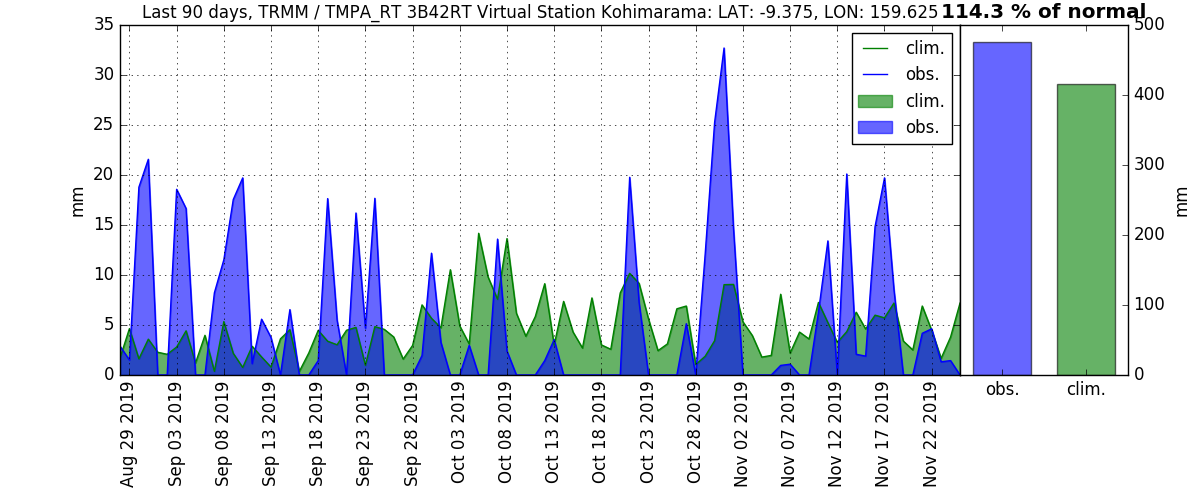 Last 90 days, TRMM / TMPA_RT 3B42RT Virtual Station Kohimarama: LAT: -9.375, LON: 159.625
114.3 % of normal
35
30
25
20
15
10
5
0
mm
clim.
obs.
clim.
obs.
500
400
300
200
100
0
mm
obs.
clim.
Aug 29 2019
Sep 03 2019
Sep 08 2019
Sep 13 2019
Sep 18 2019
Sep 23 2019
Sep 28 2019
Oct 03 2019
Oct 08 2019
Oct 13 2019
Oct 18 2019
Oct 23 2019
Oct 28 2019
Nov 02 2019
Nov 07 2019
Nov 12 2019
Nov 17 2019
Nov 22 2019